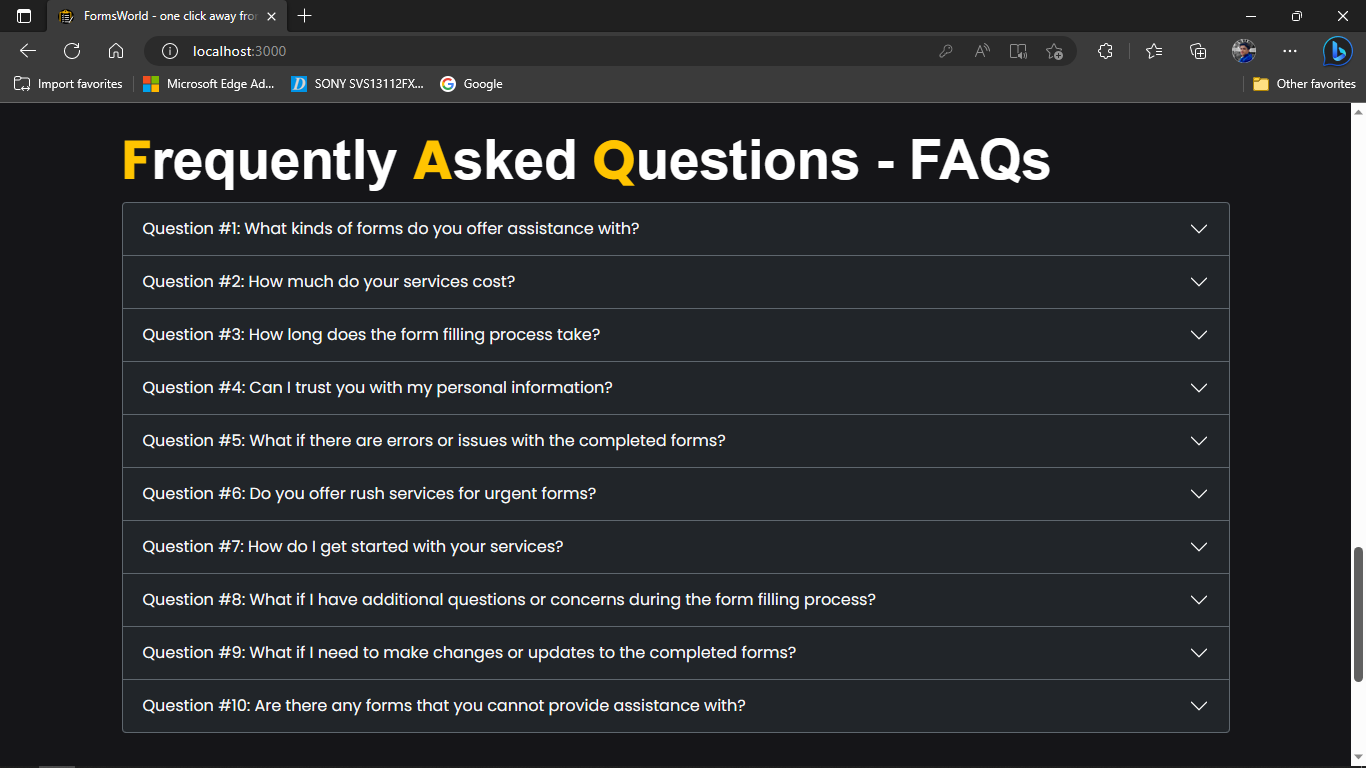 FormsWorld - one click away fro
localhost:3000
Import favorites
Microsoft Edge Ad...
SONY SVS13112FX...
Google
Other favorites
Frequently Asked Questions - FAQs
Question #1: What kinds of forms do you offer assistance with?
Question #2: How much do your services cost?
Question #3: How long does the form filling process take?
Question #4: Can I trust you with my personal information?
Question #5: What if there are errors or issues with the completed forms?
Question #6: Do you offer rush services for urgent forms?
Question #7: How do I get started with your services?
Question #8: What if I have additional questions or concerns during the form filling process?
Question #9: What if I need to make changes or updates to the completed forms?
Question #10: Are there any forms that you cannot provide assistance with?